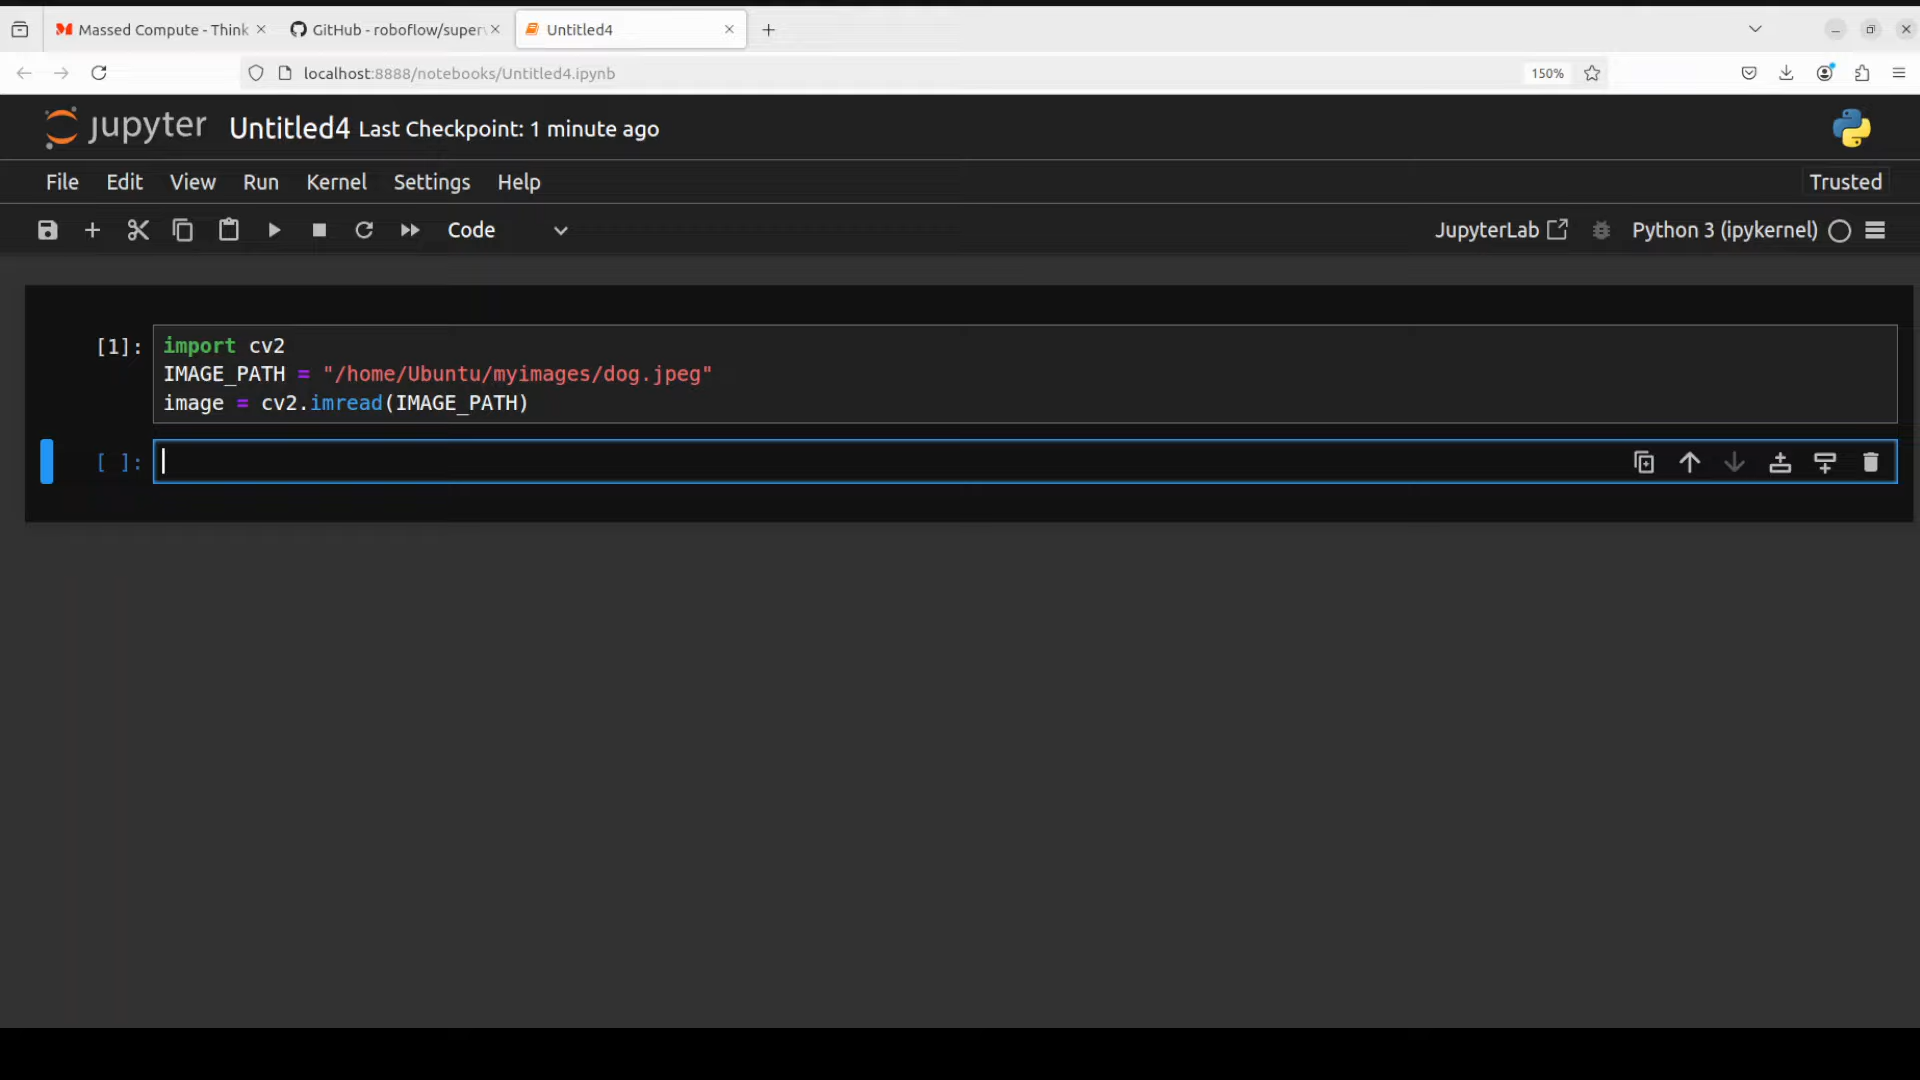 Massed Compute - Think
GitHub - roboflow/super
Untitled4
localhost:8888/notebooks/Untitled4.ipynb
150%
jupyter Untitled4 Last Checkpoint: 1 minute ago
File Edit View Run Kernel Settings Help Trusted
Code JupyterLab Python 3 (ipykernel)
[1]: import cv2
IMAGE_PATH = "/home/Ubuntu/myimages/dog.jpeg"
image = cv2.imread(IMAGE_PATH)
[ ]: